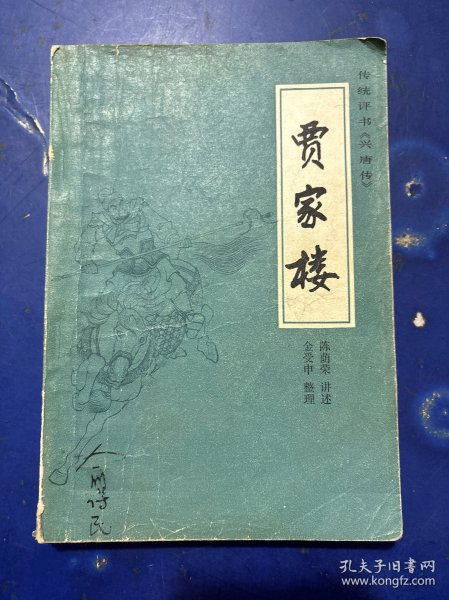 传统评书《兴唐传》
贾家楼
陈荫荣 讲述
金受申 整理
孔夫子旧书网
www.kongfz.com